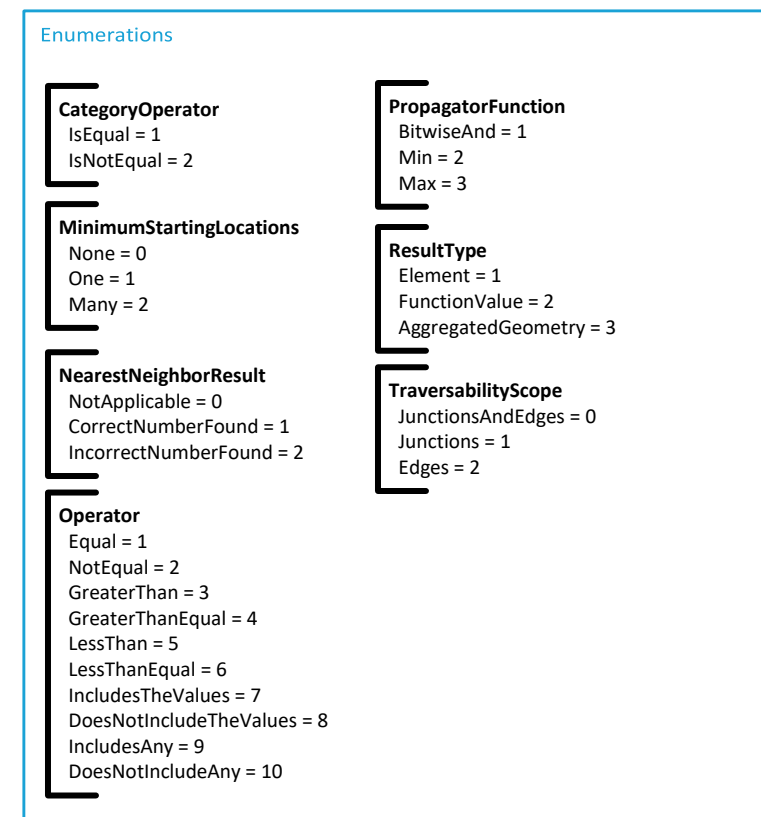 Enumerations
CategoryOperator
IsEqual = 1
IsNotEqual = 2
MinimumStartingLocations
None = 0
One = 1
Many = 2
NearestNeighborResult
NotApplicable = 0
CorrectNumberFound = 1
IncorrectNumberFound = 2
Operator
Equal = 1
NotEqual = 2
GreaterThan = 3
GreaterThanEqual = 4
LessThan = 5
LessThanEqual = 6
IncludesTheValues = 7
DoesNotIncludeTheValues = 8
IncludesAny = 9
DoesNotIncludeAny = 10
PropagatorFunction
BitwiseAnd = 1
Min = 2
Max = 3
ResultType
Element = 1
FunctionValue = 2
AggregatedGeometry = 3
TraversabilityScope
JunctionsAndEdges = 0
Junctions = 1
Edges = 2